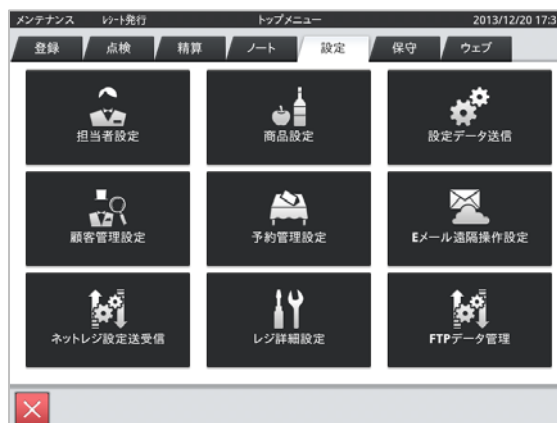 メンテナンス ﾚｼｰﾄ発行 トップメニュー 2013/12/20 17:3
登録 点検 精算 ノート 設定 保守 ウェブ
担当者設定 商品設定 設定データ送信
顧客管理設定 予約管理設定 Eメール遠隔操作設定
ネットレジ設定送受信 レジ詳細設定 FTPデータ管理